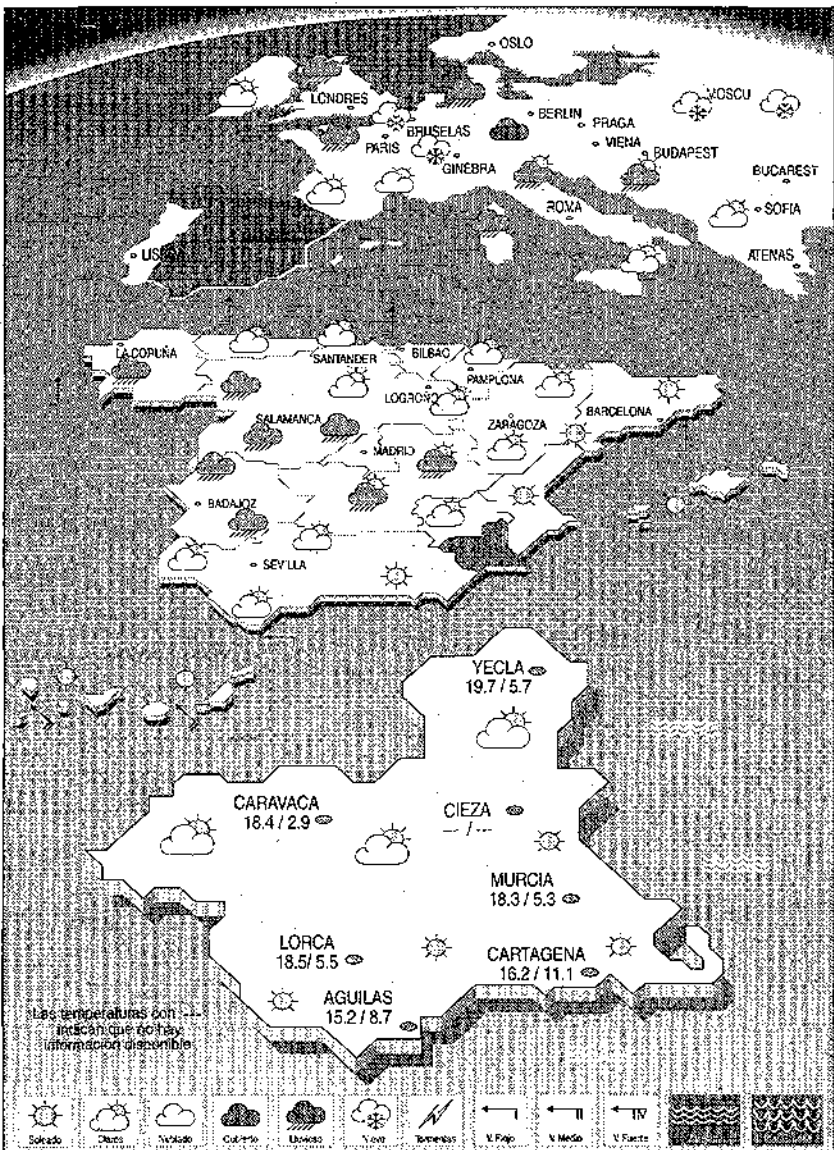 OSLO
MOSCU
LONDRES
BERLIN
PRAGA
BRUSELAS
PARIS
VIENA
BUDAPEST
GINEBRA
BUCAREST
ROMA
SOFIA
LISBOA
ATENAS
LA CORUÑA
SANTANDER
BILBAO
PAMPLONA
LOGROÑO
SALAMANCA
ZARAGOZA
BARCELONA
MADRID
BADAJOZ
SEVILLA
YECLA
19.7 / 5.7
CARAVACA
18.4 / 2.9
CIEZA
--- / ---
MURCIA
18.3 / 5.3
LORCA
18.5 / 5.5
CARTAGENA
16.2 / 11.1
AGUILAS
15.2 / 8.7
Las temperaturas con ---
indican que no hay
información disponible
Soleado
Claros
Nublado
Cubierto
Lluvioso
Nieve
Tormentas
V. Flojo
V. Medio
V. Fuerte